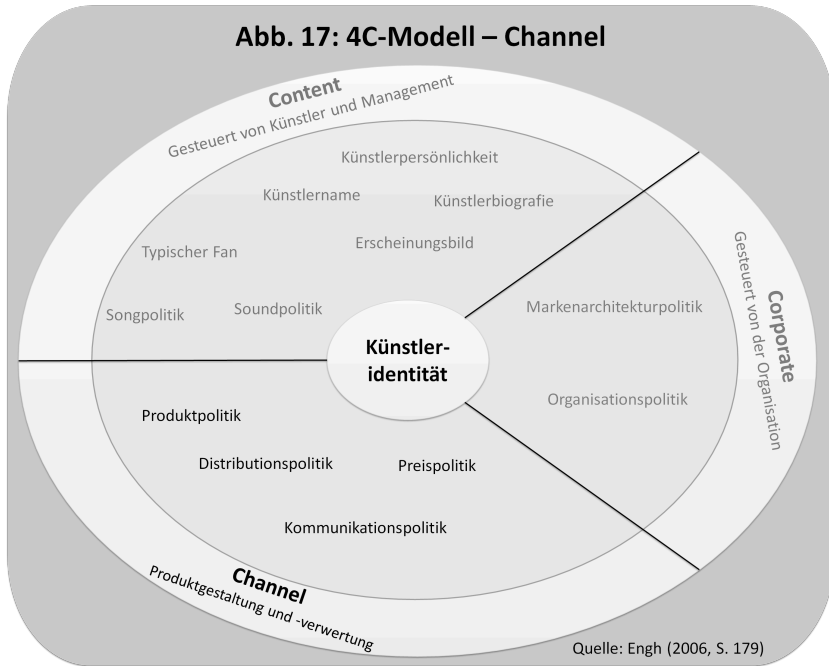 Abb. 17: 4C-Modell – Channel
Content
Gesteuert von Künstler und Management
Künstlerpersönlichkeit
Künstlername
Künstlerbiografie
Erscheinungsbild
Typischer Fan
Songpolitik
Soundpolitik
Corporate
Gesteuert von der Organisation
Markenarchitekturpolitik
Organisationspolitik
Künstler-
identität
Produktpolitik
Distributionspolitik
Preispolitik
Kommunikationspolitik
Channel
Produktgestaltung und -verwertung
Quelle: Engh (2006, S. 179)